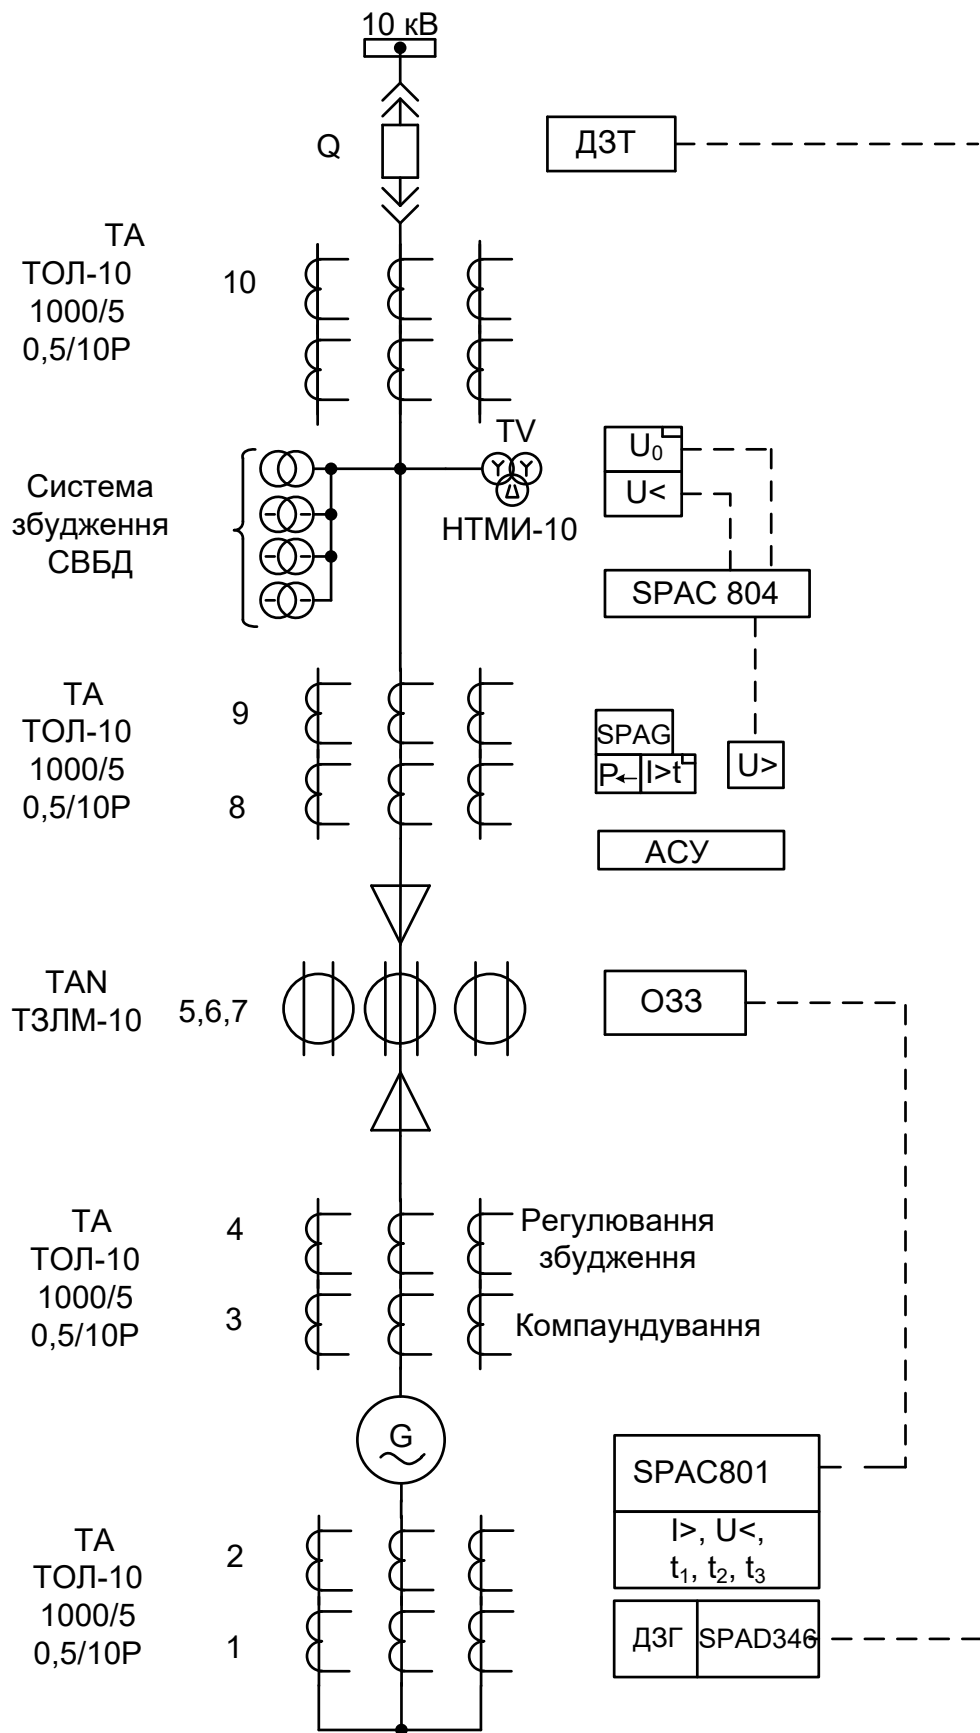 10 кВ
Q
ДЗТ
ТА
ТОЛ-10
1000/5
0,5/10Р
10
TV
НТМИ-10
Система
збудження
СВБД
U₀
U<
SPAC 804
ТА
ТОЛ-10
1000/5
0,5/10Р
9
8
SPAG
P←
I>t
U>
АСУ
TAN
ТЗЛМ-10
5,6,7
ОЗЗ
ТА
ТОЛ-10
1000/5
0,5/10Р
4
3
Регулювання
збудження
Компаундування
G
SPAC801
I>, U<,
t₁, t₂, t₃
ТА
ТОЛ-10
1000/5
0,5/10Р
2
1
ДЗГ
SPAD346